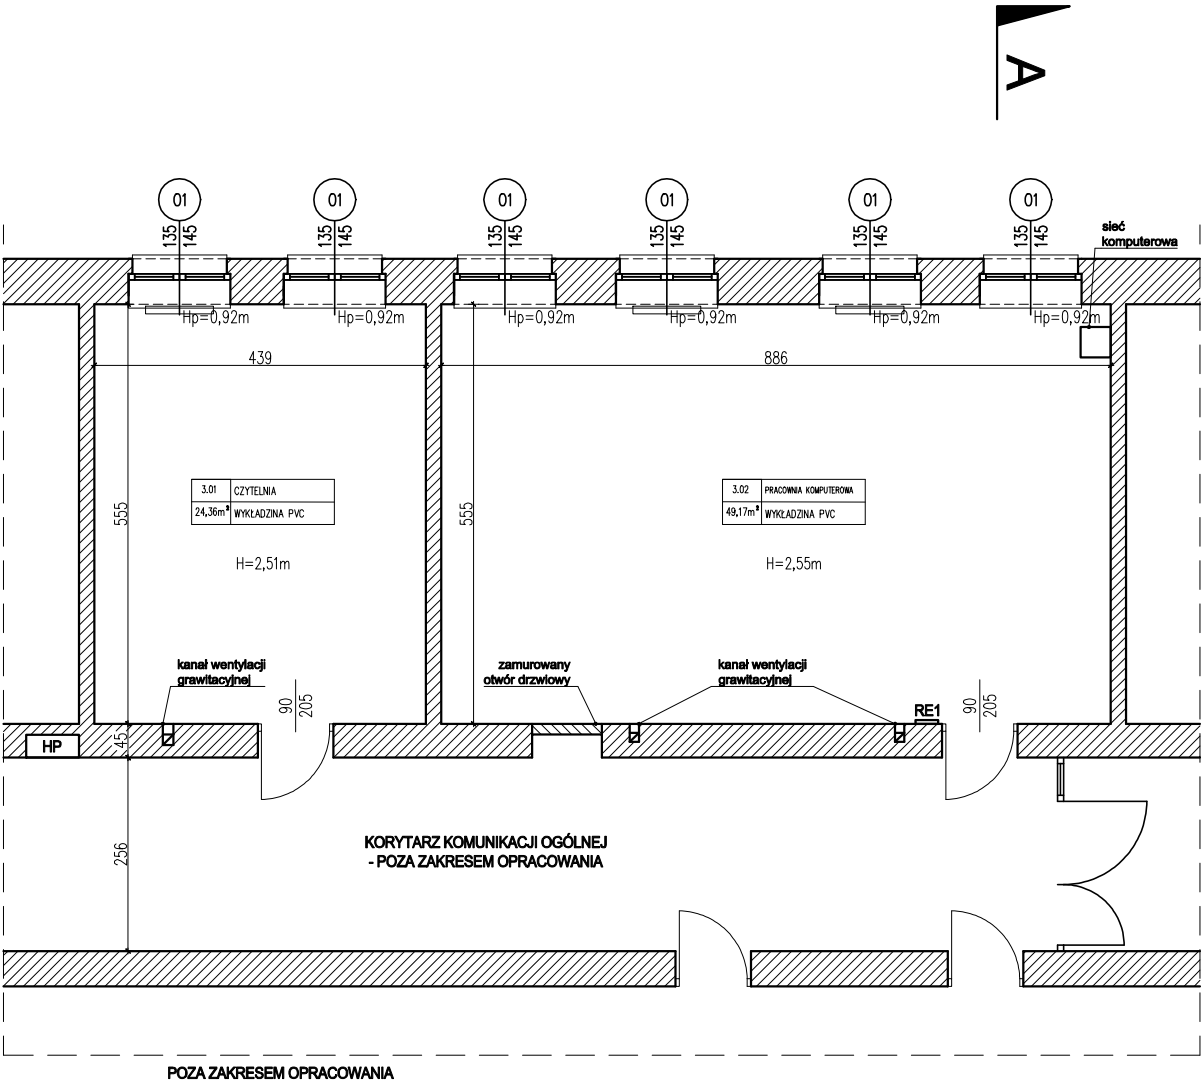 A
01
01
01
01
01
01
135
145
135
145
135
145
135
145
135
145
135
145
sieć
komputerowa
Hp=0,92m
Hp=0,92m
Hp=0,92m
Hp=0,92m
Hp=0,92m
Hp=0,92m
439
886
3.01 CZYTELNIA
24,36m² WYKŁADZINA PVC
3.02 PRACOWNIA KOMPUTEROWA
49,17m² WYKŁADZINA PVC
555
555
H=2,51m
H=2,55m
kanał wentylacji
grawitacyjnej
zamurowany
otwór drzwiowy
kanał wentylacji
grawitacyjnej
90
205
90
205
RE1
HP
45
256
KORYTARZ KOMUNIKACJI OGÓLNEJ
- POZA ZAKRESEM OPRACOWANIA
POZA ZAKRESEM OPRACOWANIA